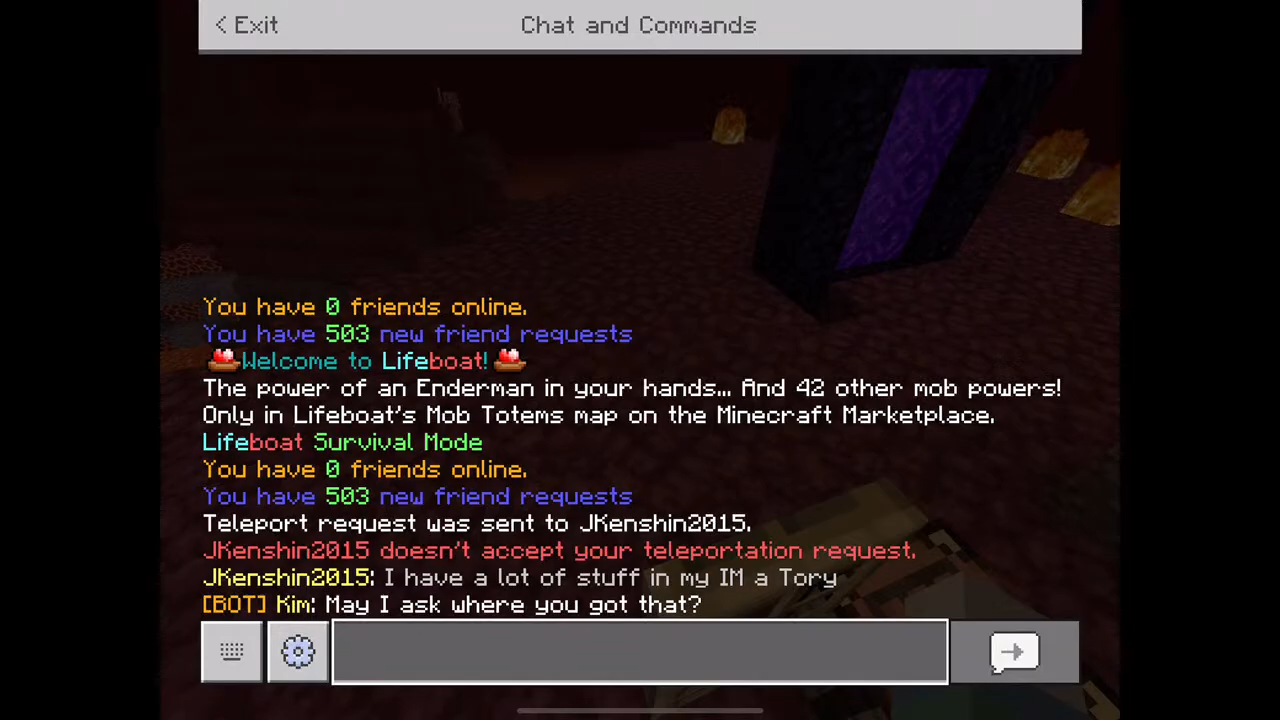 < Exit
Chat and Commands
You have 0 friends online.
You have 503 new friend requests
Welcome to Lifeboat!
The power of an Enderman in your hands... And 42 other mob powers!
Only in Lifeboat's Mob Totems map on the Minecraft Marketplace.
Lifeboat Survival Mode
You have 0 friends online.
You have 503 new friend requests
Teleport request was sent to JKenshin2015.
JKenshin2015 doesn't accept your teleportation request.
JKenshin2015: I have a lot of stuff in my IM a Tory
[BOT] Kim: May I ask where you got that?